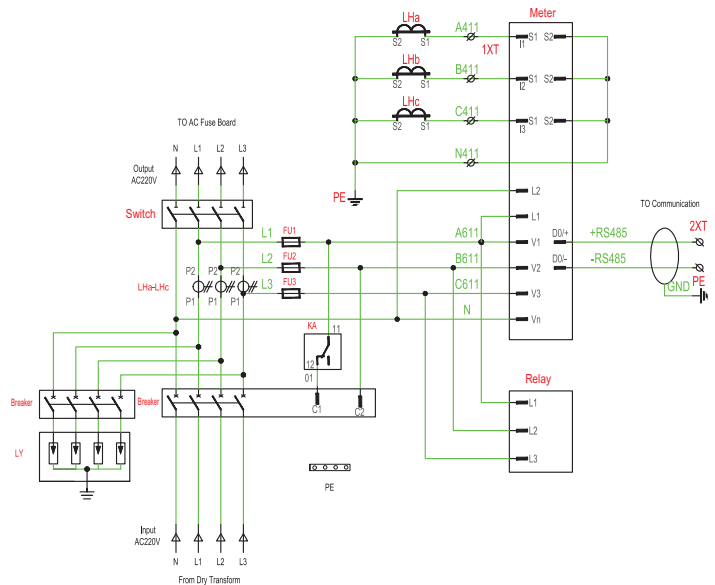 LHa
Meter
S2 S1
A411
1XT
S1 S2
I1
LHb
S2 S1
B411
S1 S2
I2
LHc
S2 S1
C411
S1 S2
I3
N411
PE
TO AC Fuse Board
N L1 L2 L3
Output
AC220V
Switch
L2
L1
TO Communication
L1 FU1 A611 V1 D0/+ +RS485 2XT
L2 FU2 B611 V2 D0/- -RS485 PE
P2 P2 P2
LHa-LHc
P1 P1 P1
L3 FU3 C611 V3
GND
N Vn
KA 11
12
01
C1 C2
Breaker
Breaker
LY
Relay
L1
L2
L3
PE
Input
AC220V
N L1 L2 L3
From Dry Transform